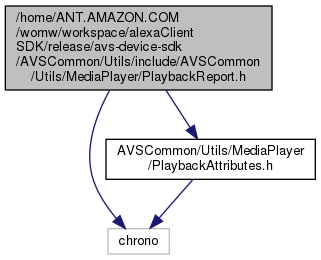 /home/ANT.AMAZON.COM
/womw/workspace/alexaClient
SDK/release/avs-device-sdk
/AVSCommon/Utils/include/AVSCommon
/Utils/MediaPlayer/PlaybackReport.h
AVSCommon/Utils/MediaPlayer
/PlaybackAttributes.h
chrono